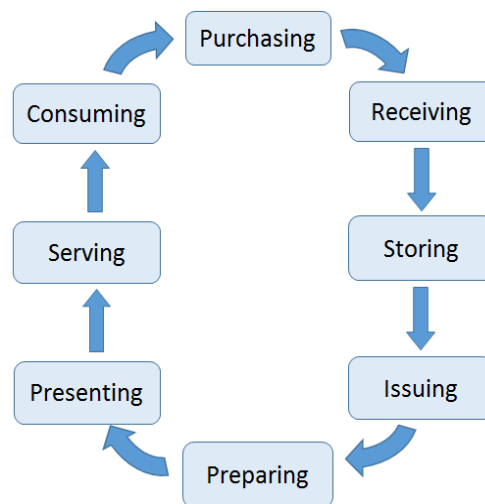 Purchasing
Receiving
Storing
Issuing
Preparing
Presenting
Serving
Consuming